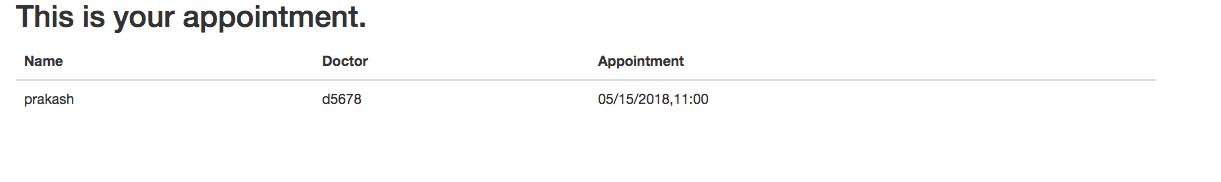 This is your appointment.
Name Doctor Appointment
prakash d5678 05/15/2018,11:00